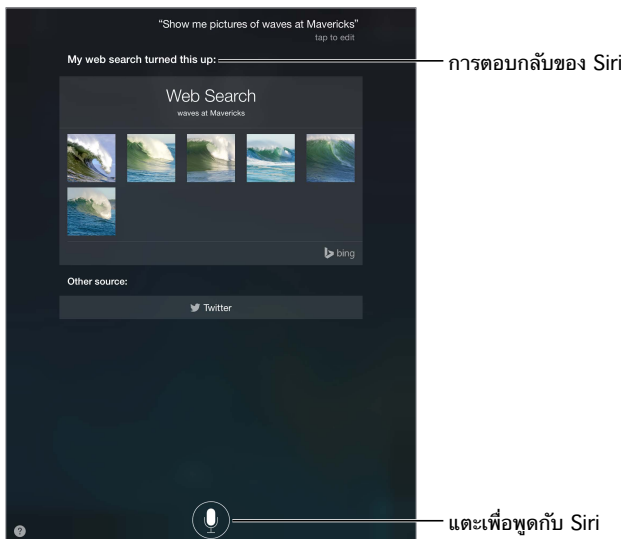 “Show me pictures of waves at Mavericks”
tap to edit
My web search turned this up:
การตอบกลับของ Siri
Web Search
waves at Mavericks
bing
Other source:
Twitter
แตะเพื่อพูดกับ Siri
?